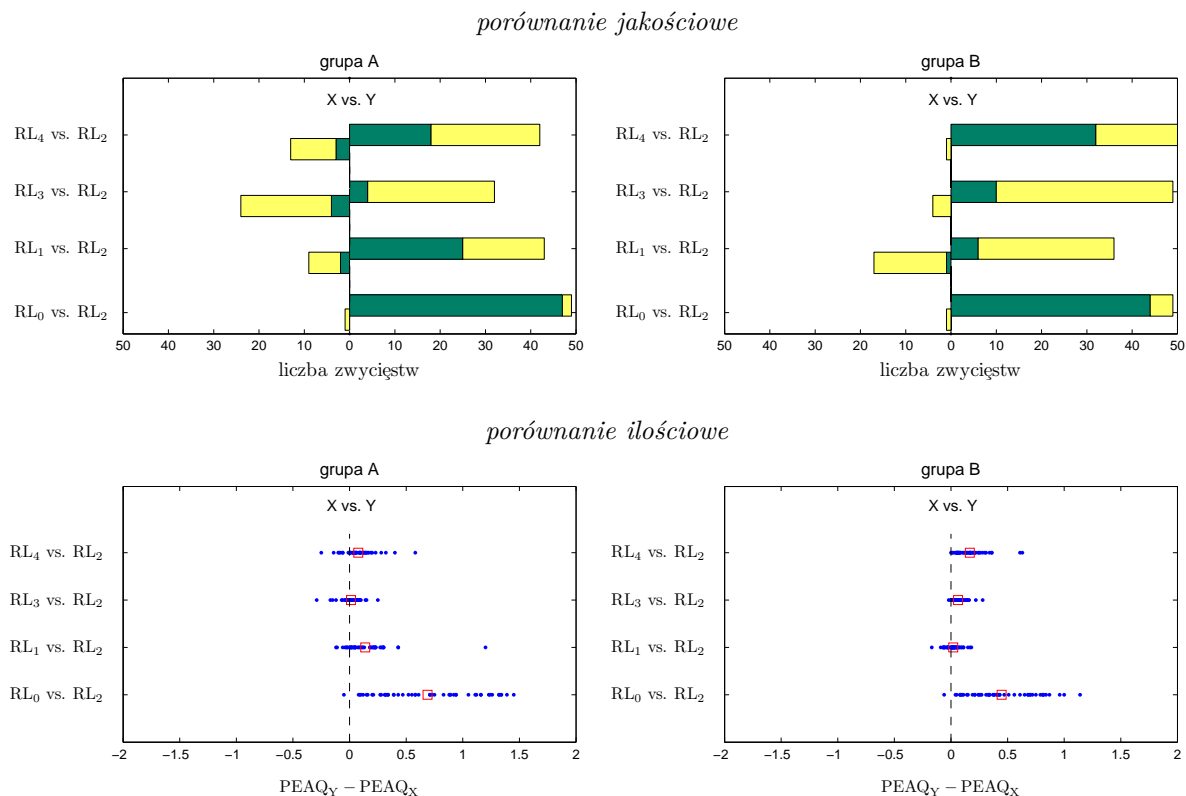 porównanie jakościowe
grupa A
X vs. Y
RL₄ vs. RL₂
RL₃ vs. RL₂
RL₁ vs. RL₂
RL₀ vs. RL₂
50 40 30 20 10 0 10 20 30 40 50
liczba zwycięstw
grupa B
X vs. Y
RL₄ vs. RL₂
RL₃ vs. RL₂
RL₁ vs. RL₂
RL₀ vs. RL₂
50 40 30 20 10 0 10 20 30 40 50
liczba zwycięstw
porównanie ilościowe
grupa A
X vs. Y
RL₄ vs. RL₂
RL₃ vs. RL₂
RL₁ vs. RL₂
RL₀ vs. RL₂
−2 −1.5 −1 −0.5 0 0.5 1 1.5 2
PEAQ_Y − PEAQ_X
grupa B
X vs. Y
RL₄ vs. RL₂
RL₃ vs. RL₂
RL₁ vs. RL₂
RL₀ vs. RL₂
−2 −1.5 −1 −0.5 0 0.5 1 1.5 2
PEAQ_Y − PEAQ_X